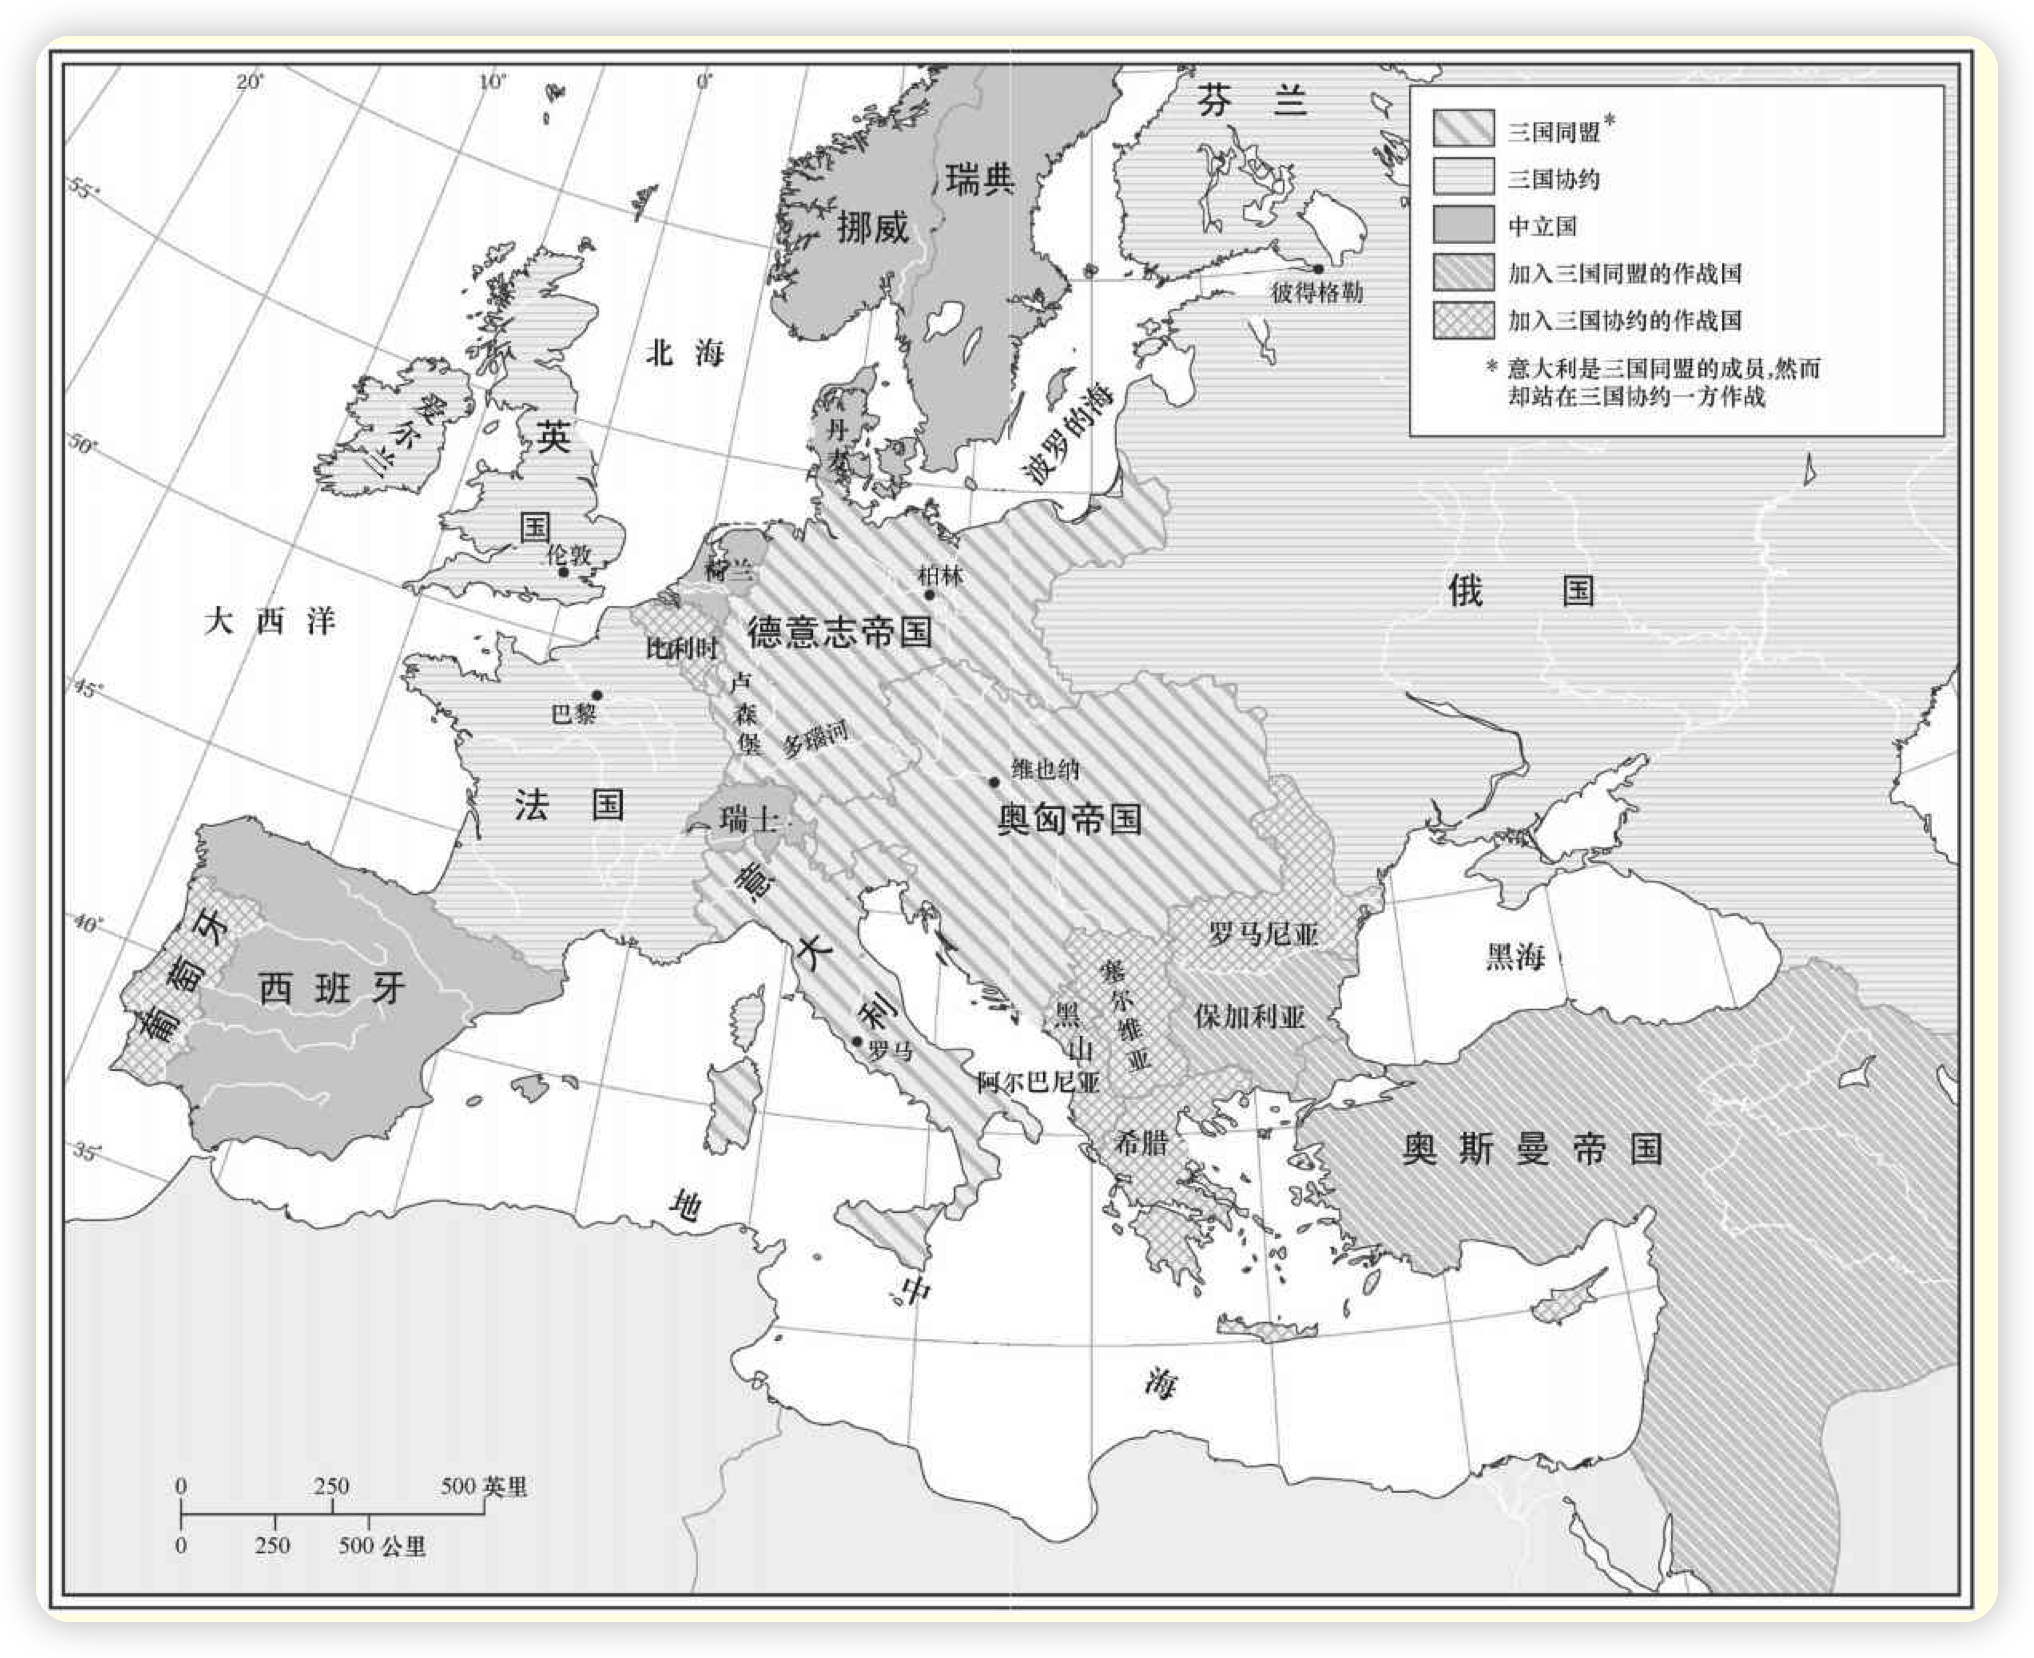 20°
10°
0°
55°
50°
45°
40°
35°
三国同盟*
三国协约
中立国
加入三国同盟的作战国
加入三国协约的作战国
* 意大利是三国同盟的成员,然而
却站在三国协约一方作战
芬兰
瑞典
挪威
彼得格勒
北海
波罗的海
丹麦
爱尔兰
英国
伦敦
荷兰
柏林
俄国
大西洋
德意志帝国
比利时
卢森堡
巴黎
多瑙河
维也纳
法国
瑞士
奥匈帝国
意大利
罗马尼亚
黑海
葡萄牙
西班牙
塞尔维亚
黑山
保加利亚
罗马
阿尔巴尼亚
希腊
奥斯曼帝国
地中海
0 250 500 英里
0 250 500 公里